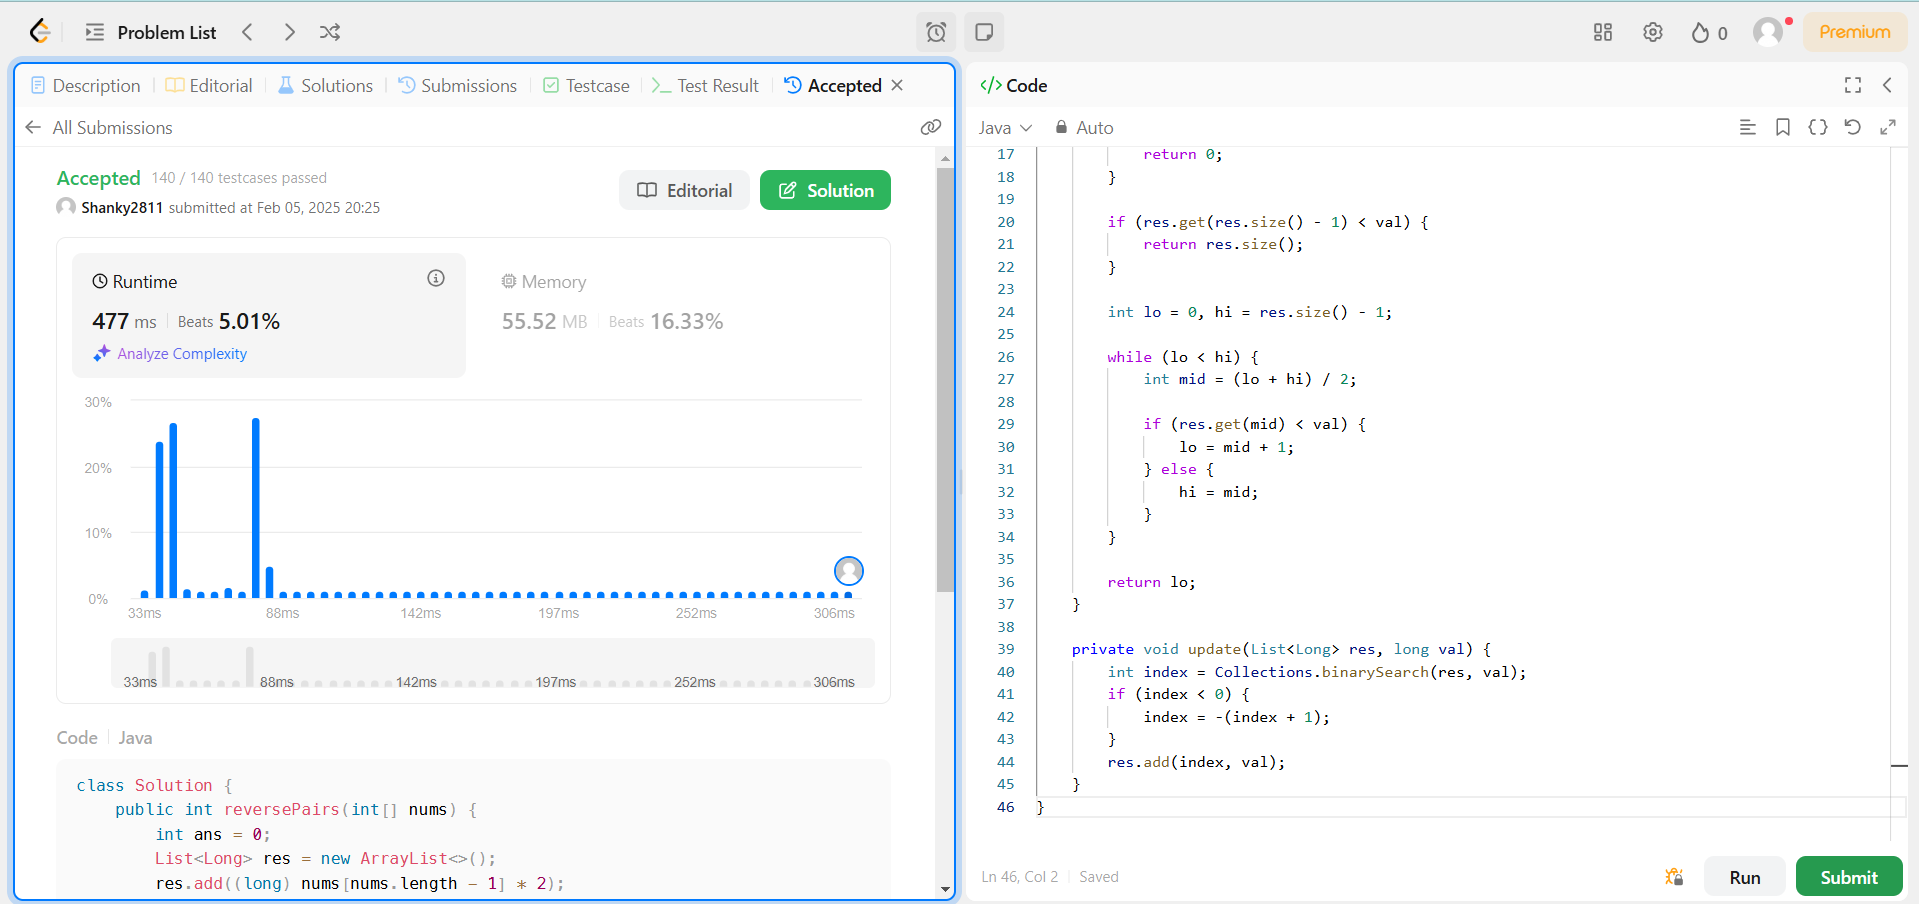 Problem List
0
Premium
Description
Editorial
Solutions
Submissions
Testcase
Test Result
Accepted
All Submissions
Accepted 140 / 140 testcases passed
Shanky2811 submitted at Feb 05, 2025 20:25
Editorial
Solution
Runtime
477 ms Beats 5.01%
Analyze Complexity
Memory
55.52 MB Beats 16.33%
30%
20%
10%
0%
33ms 88ms 142ms 197ms 252ms 306ms
33ms 88ms 142ms 197ms 252ms 306ms
Code Java
class Solution {
public int reversePairs(int[] nums) {
int ans = 0;
List<Long> res = new ArrayList<>();
res.add((long) nums[nums.length - 1] * 2);
</> Code
Java Auto
17 return 0;
18 }
19
20 if (res.get(res.size() - 1) < val) {
21 return res.size();
22 }
23
24 int lo = 0, hi = res.size() - 1;
25
26 while (lo < hi) {
27 int mid = (lo + hi) / 2;
28
29 if (res.get(mid) < val) {
30 lo = mid + 1;
31 } else {
32 hi = mid;
33 }
34 }
35
36 return lo;
37 }
38
39 private void update(List<Long> res, long val) {
40 int index = Collections.binarySearch(res, val);
41 if (index < 0) {
42 index = -(index + 1);
43 }
44 res.add(index, val);
45 }
46 }
Ln 46, Col 2 Saved
Run
Submit